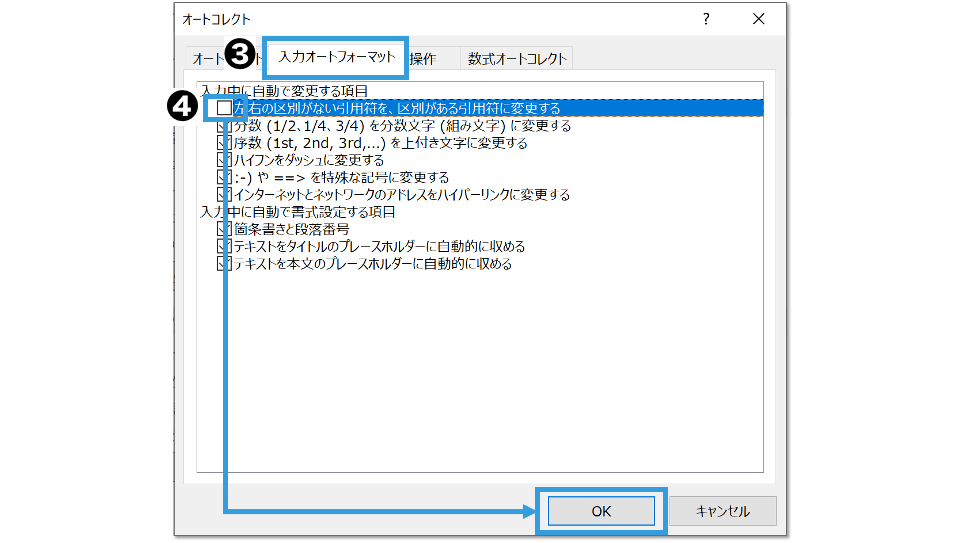 オートコレクト
?
❸
オート
入力オートフォーマット
操作
数式オートコレクト
入力中に自動で変更する項目
❹
左右の区別がない引用符を、区別がある引用符に変更する
分数 (1/2、1/4、3/4) を分数文字 (組み文字) に変更する
序数 (1st, 2nd, 3rd,...) を上付き文字に変更する
ハイフンをダッシュに変更する
:-) や ==> を特殊な記号に変更する
インターネットとネットワークのアドレスをハイパーリンクに変更する
入力中に自動で書式設定する項目
箇条書きと段落番号
テキストをタイトルのプレースホルダーに自動的に収める
テキストを本文のプレースホルダーに自動的に収める
OK
キャンセル